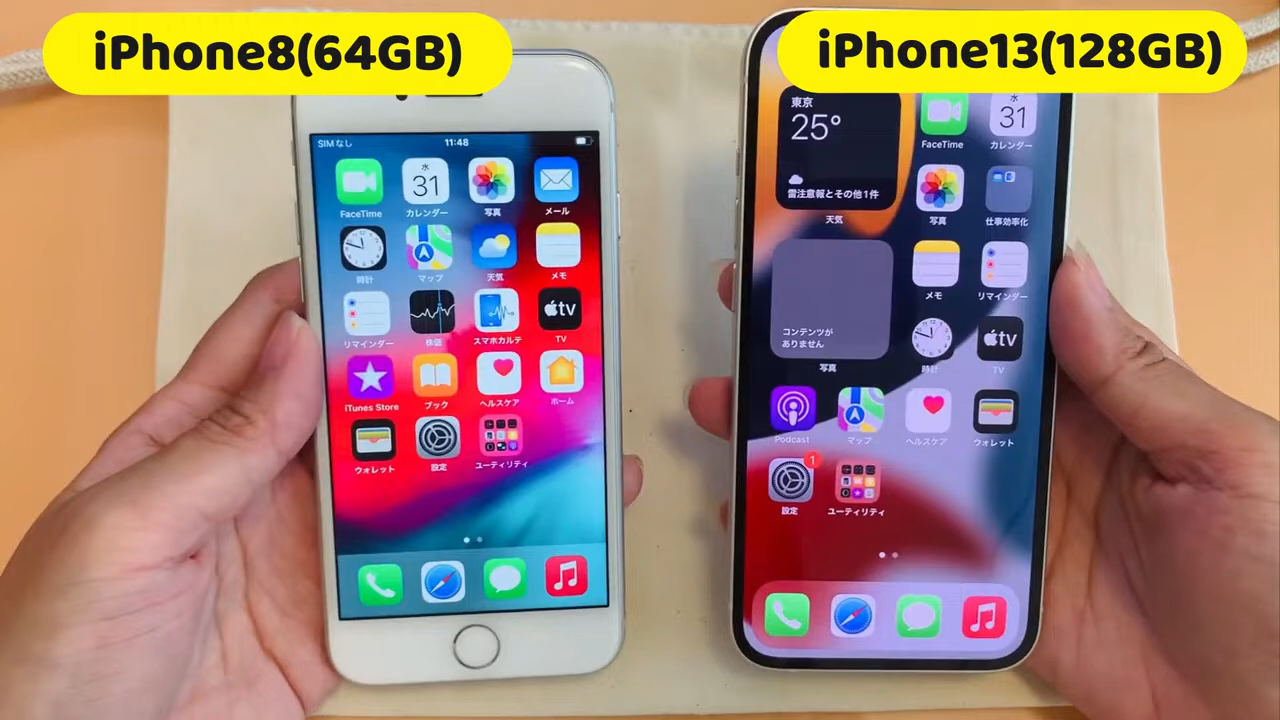 iPhone8(64GB)
SIMなし 11:48
水
31
FaceTime カレンダー 写真 メール
時計 マップ 天気 メモ
tv
リマインダー 株価 スマホカルテ TV
iTunes Store ブック ヘルスケア ホーム
ウォレット 設定 ユーティリティ
iPhone13(128GB)
東京
25°
雷注意報とその他1件
天気
水
31
FaceTime カレンダー
写真 仕事効率化
コンテンツが
ありません
写真
メモ リマインダー
tv
時計 TV
Podcast マップ ヘルスケア ウォレット
1
設定 ユーティリティ